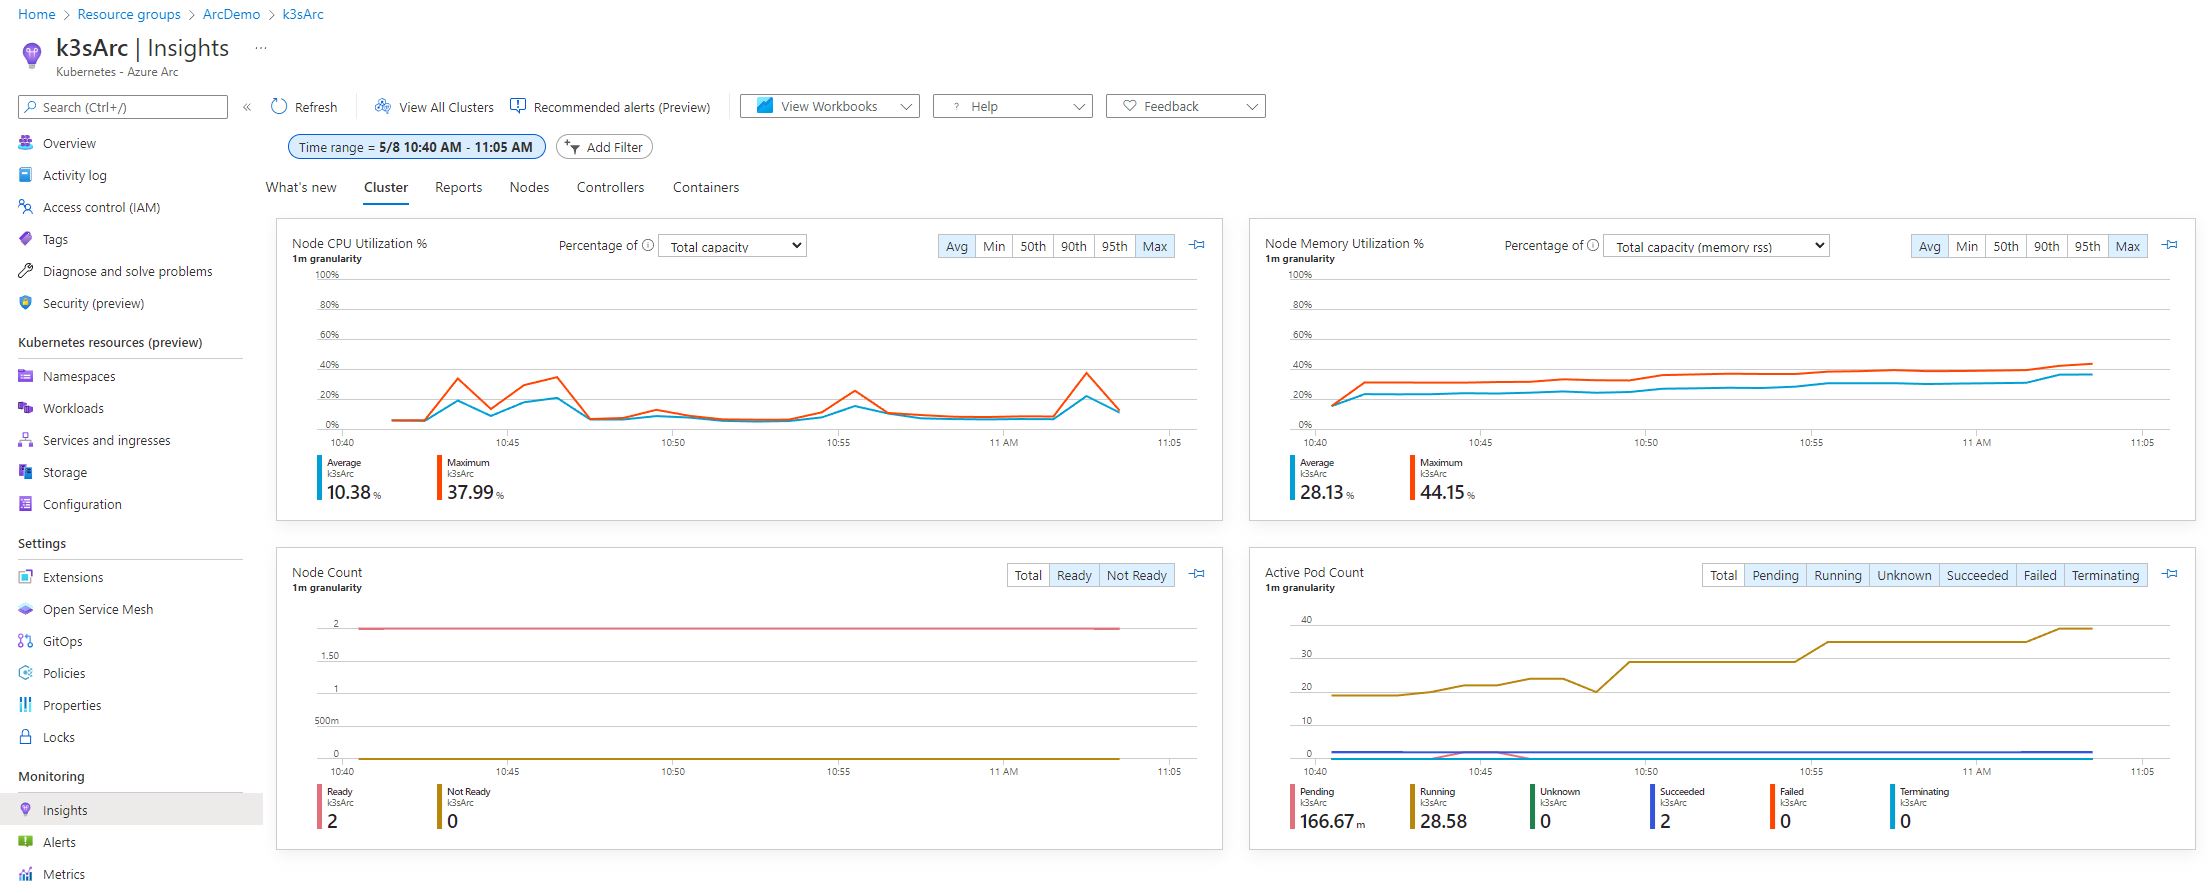 Home > Resource groups > ArcDemo > k3sArc
k3sArc | Insights ...
Kubernetes - Azure Arc
Search (Ctrl+/)
«
Refresh
View All Clusters
Recommended alerts (Preview)
View Workbooks
? Help
Feedback
Time range = 5/8 10:40 AM - 11:05 AM
Add Filter
What's new Cluster Reports Nodes Controllers Containers
Overview
Activity log
Access control (IAM)
Tags
Diagnose and solve problems
Security (preview)
Kubernetes resources (preview)
Namespaces
Workloads
Services and ingresses
Storage
Configuration
Settings
Extensions
Open Service Mesh
GitOps
Policies
Properties
Locks
Monitoring
Insights
Alerts
Metrics
Node CPU Utilization %
1m granularity
Percentage of Total capacity
Avg Min 50th 90th 95th Max
100%
80%
60%
40%
20%
0%
10:40 10:45 10:50 10:55 11 AM 11:05
Average
k3sArc
10.38 %
Maximum
k3sArc
37.99 %
Node Memory Utilization %
1m granularity
Percentage of Total capacity (memory rss)
Avg Min 50th 90th 95th Max
100%
80%
60%
40%
20%
0%
10:40 10:45 10:50 10:55 11 AM 11:05
Average
k3sArc
28.13 %
Maximum
k3sArc
44.15 %
Node Count
1m granularity
Total Ready Not Ready
2
1.50
1
500m
0
10:40 10:45 10:50 10:55 11 AM 11:05
Ready
k3sArc
2
Not Ready
k3sArc
0
Active Pod Count
1m granularity
Total Pending Running Unknown Succeeded Failed Terminating
40
30
20
10
0
10:40 10:45 10:50 10:55 11 AM 11:05
Pending
k3sArc
166.67 m
Running
k3sArc
28.58
Unknown
k3sArc
0
Succeeded
k3sArc
2
Failed
k3sArc
0
Terminating
k3sArc
0